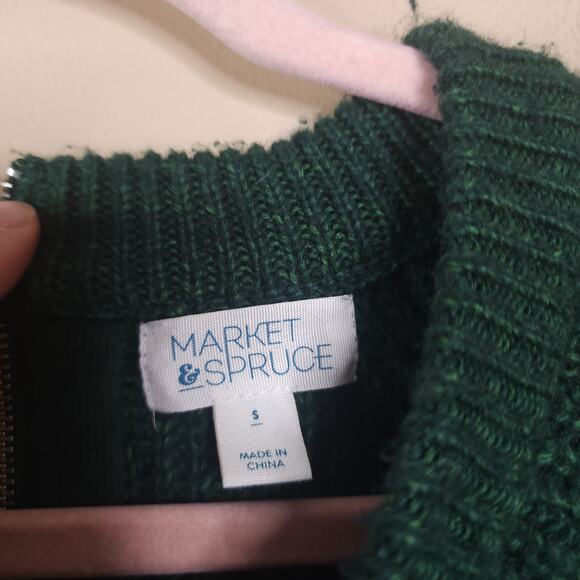 MARKET
& SPRUCE
S
MADE IN
CHINA